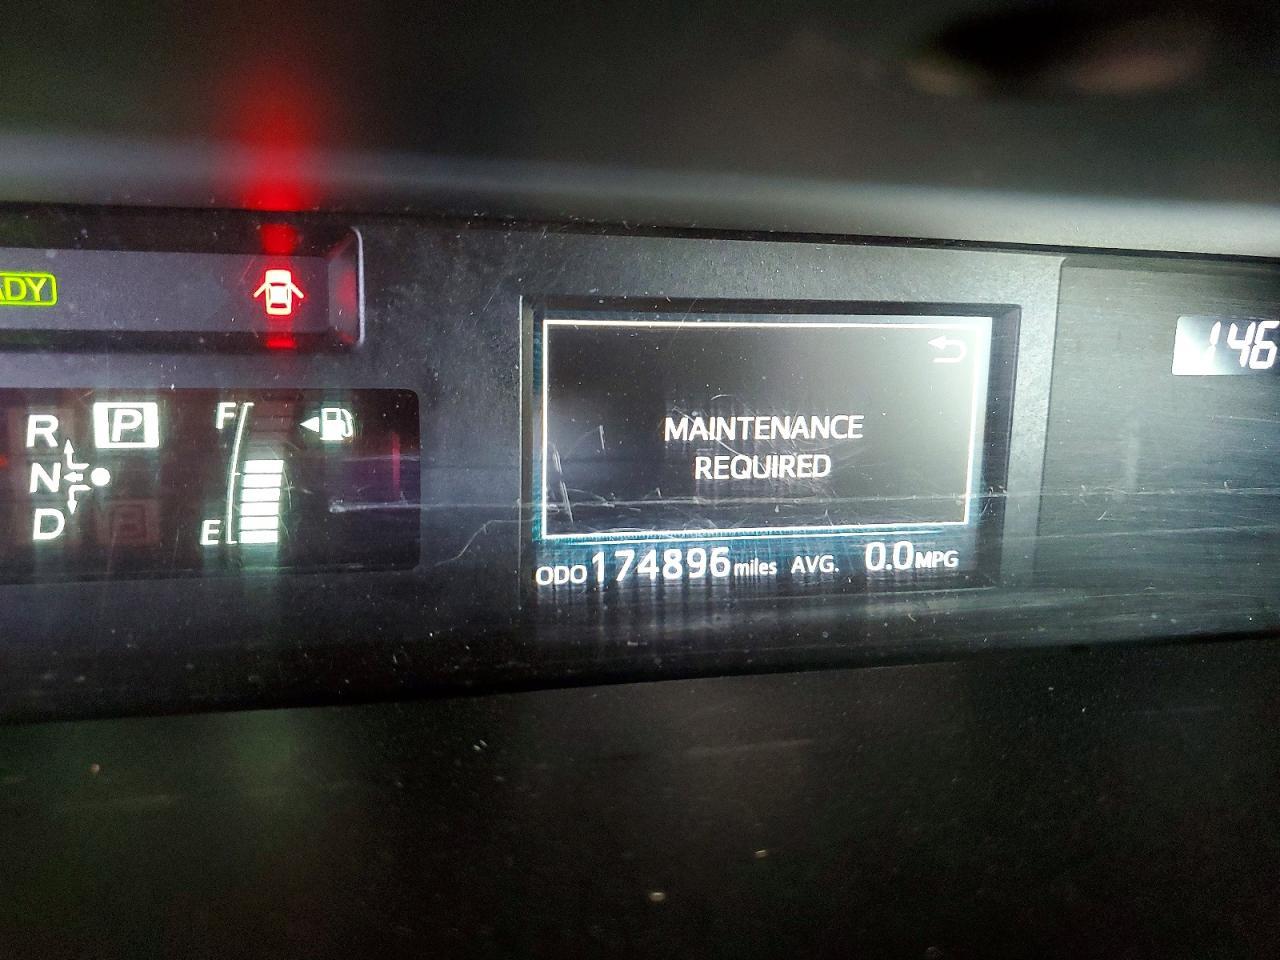 ADY
146
R P
N
D B
F
E
MAINTENANCE
REQUIRED
ODO 174896 miles AVG. 0.0 MPG